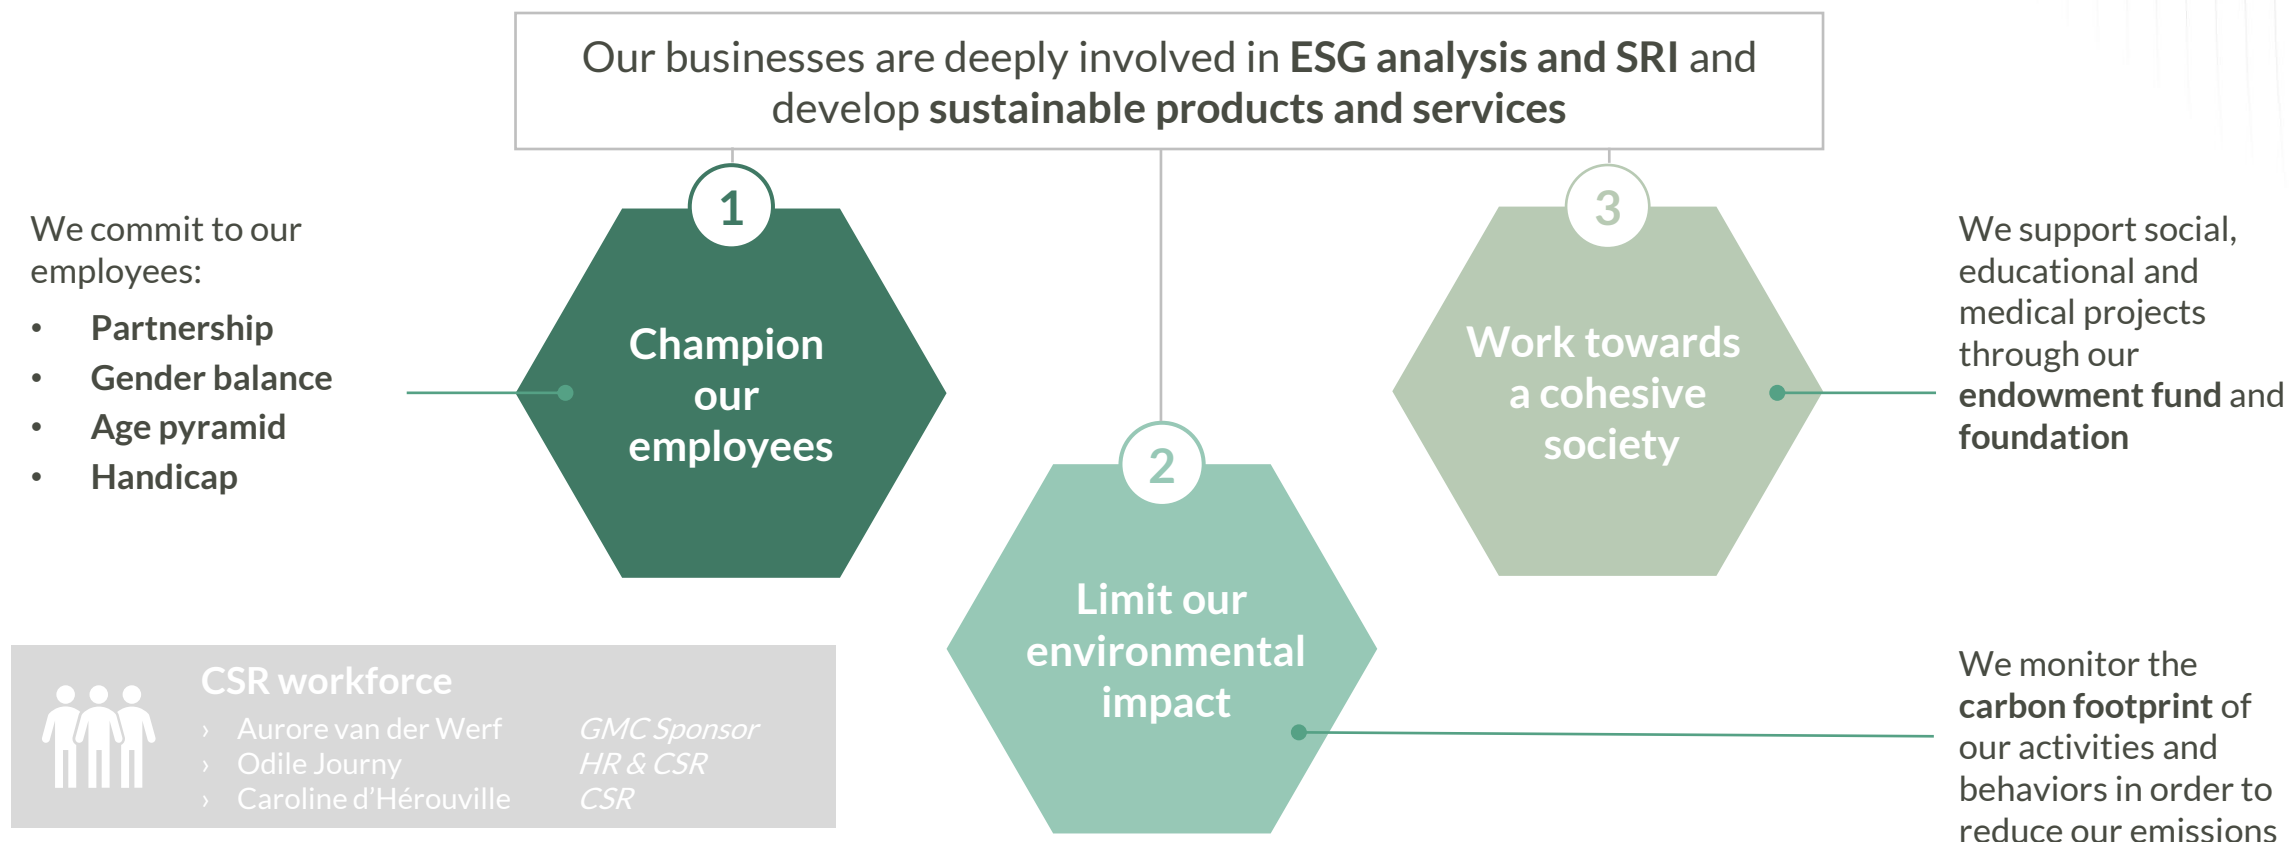 Our businesses are deeply involved in ESG analysis and SRI and
develop sustainable products and services
We commit to our
employees:
• Partnership
• Gender balance
• Age pyramid
• Handicap
1
Champion
our
employees
2
Limit our
environmental
impact
3
Work towards
a cohesive
society
We support social,
educational and
medical projects
through our
endowment fund and
foundation
We monitor the
carbon footprint of
our activities and
behaviors in order to
reduce our emissions
CSR workforce
› Aurore van der Werf GMC Sponsor
› Odile Journy HR & CSR
› Caroline d’Hérouville CSR